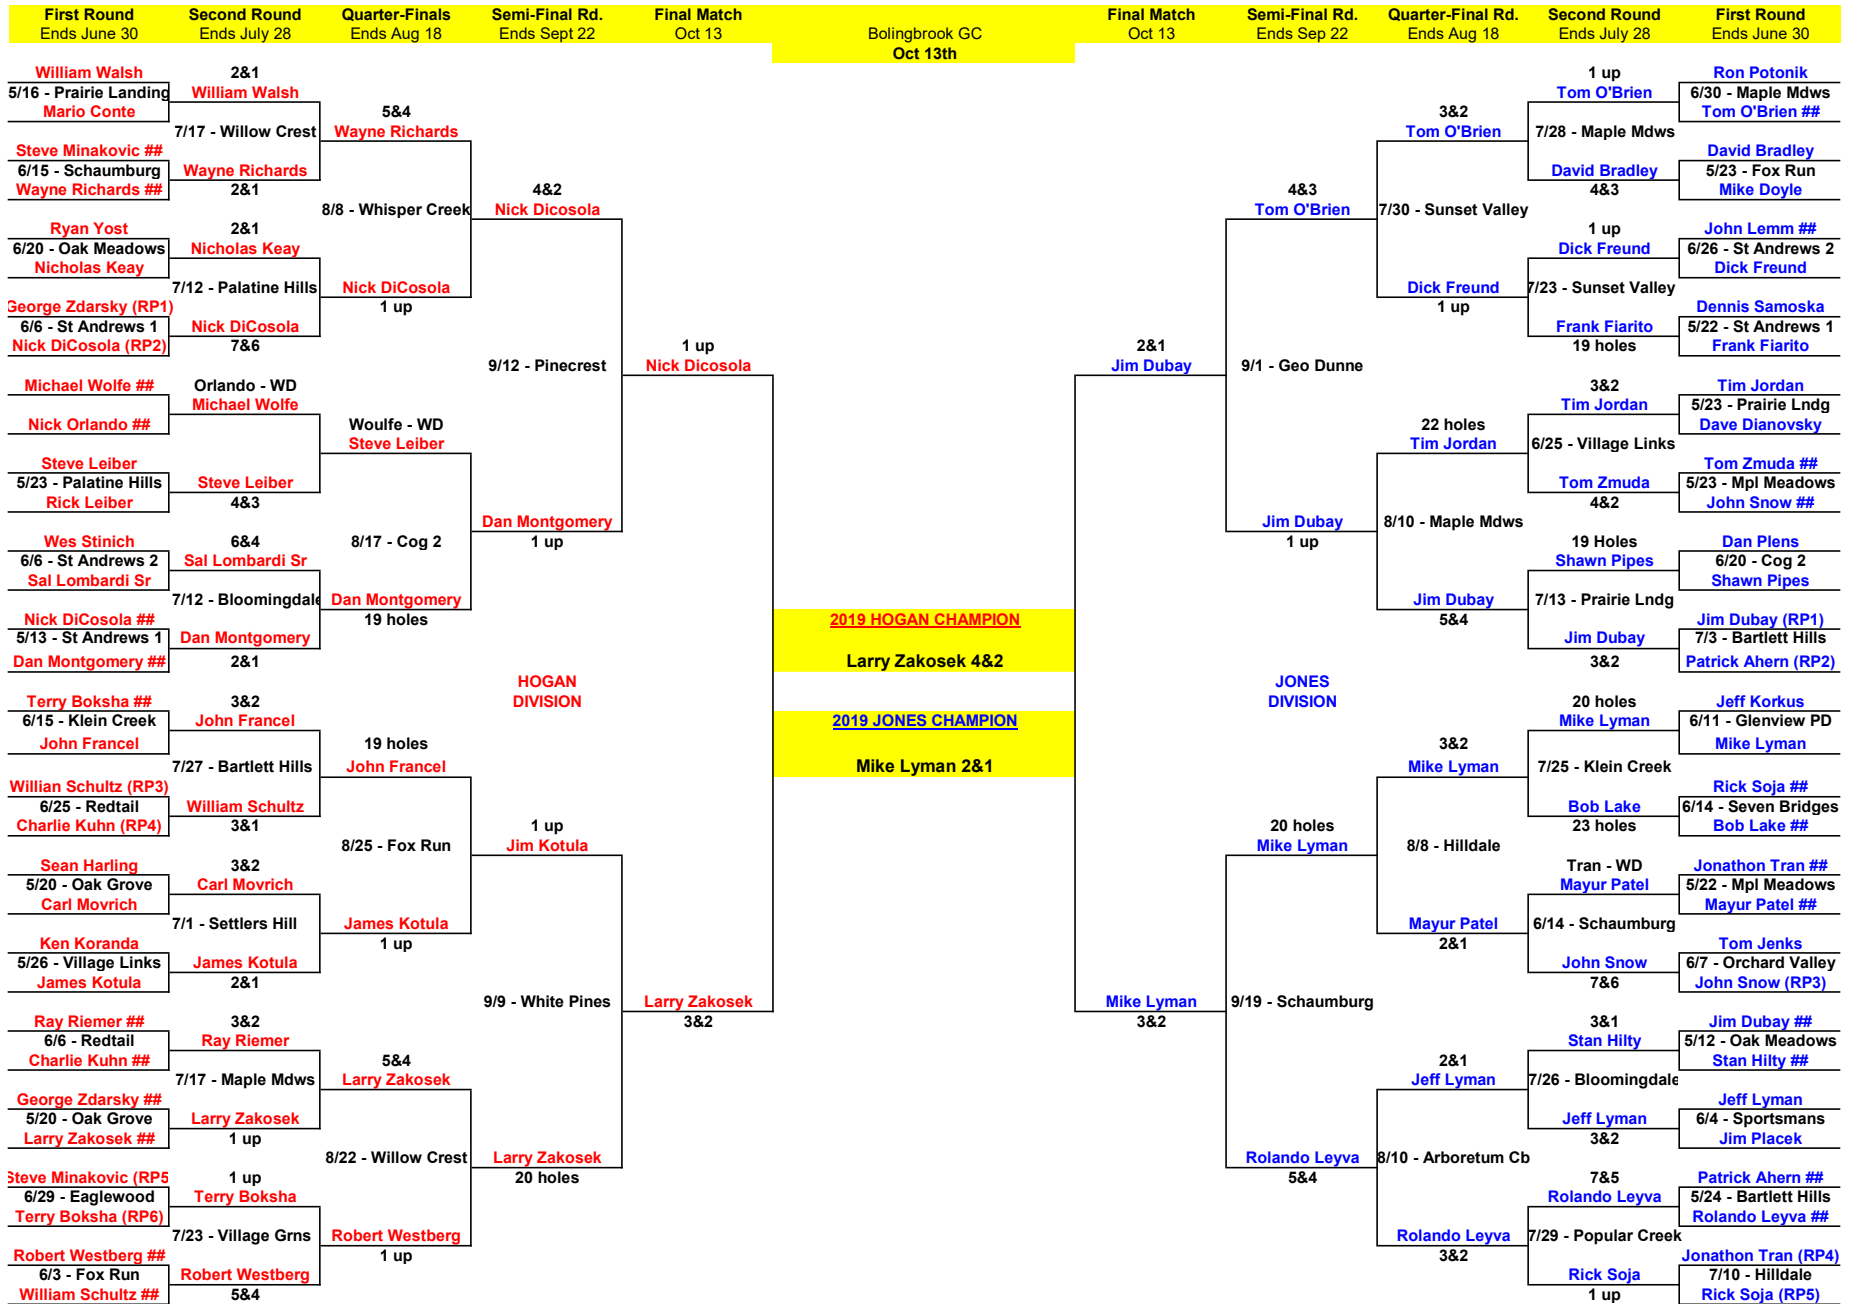 First Round
Ends June 30
Second Round
Ends July 28
Quarter-Finals
Ends Aug 18
Semi-Final Rd.
Ends Sept 22
Final Match
Oct 13
Bolingbrook GC
Oct 13th
Final Match
Oct 13
Semi-Final Rd.
Ends Sep 22
Quarter-Final Rd.
Ends Aug 18
Second Round
Ends July 28
First Round
Ends June 30
William Walsh
5/16 - Prairie Landing
Mario Conte
Steve Minakovic ##
6/15 - Schaumburg
Wayne Richards ##
Ryan Yost
6/20 - Oak Meadows
Nicholas Keay
George Zdarsky (RP1)
6/6 - St Andrews 1
Nick DiCosola (RP2)
Michael Wolfe ##
Nick Orlando ##
Steve Leiber
5/23 - Palatine Hills
Rick Leiber
Wes Stinich
6/6 - St Andrews 2
Sal Lombardi Sr
Nick DiCosola ##
5/13 - St Andrews 1
Dan Montgomery ##
Terry Boksha ##
6/15 - Klein Creek
John Francel
Willian Schultz (RP3)
6/25 - Redtail
Charlie Kuhn (RP4)
Sean Harling
5/20 - Oak Grove
Carl Movrich
Ken Koranda
5/26 - Village Links
James Kotula
Ray Riemer ##
6/6 - Redtail
Charlie Kuhn ##
George Zdarsky ##
5/20 - Oak Grove
Larry Zakosek ##
Steve Minakovic (RP5
6/29 - Eaglewood
Terry Boksha (RP6)
Robert Westberg ##
6/3 - Fox Run
William Schultz ##
2&1
William Walsh
7/17 - Willow Crest
Wayne Richards
2&1
2&1
Nicholas Keay
7/12 - Palatine Hills
Nick DiCosola
7&6
Orlando - WD
Michael Wolfe
Steve Leiber
4&3
6&4
Sal Lombardi Sr
7/12 - Bloomingdale
Dan Montgomery
2&1
3&2
John Francel
7/27 - Bartlett Hills
William Schultz
3&1
3&2
Carl Movrich
7/1 - Settlers Hill
James Kotula
2&1
3&2
Ray Riemer
7/17 - Maple Mdws
Larry Zakosek
1 up
1 up
Terry Boksha
7/23 - Village Grns
Robert Westberg
5&4
5&4
Wayne Richards
8/8 - Whisper Creek
Nick DiCosola
1 up
Woulfe - WD
Steve Leiber
8/17 - Cog 2
Dan Montgomery
19 holes
19 holes
John Francel
8/25 - Fox Run
James Kotula
1 up
5&4
Larry Zakosek
8/22 - Willow Crest
Robert Westberg
1 up
4&2
Nick Dicosola
9/12 - Pinecrest
Dan Montgomery
1 up
HOGAN
DIVISION
1 up
Jim Kotula
9/9 - White Pines
Larry Zakosek
20 holes
1 up
Nick Dicosola
Larry Zakosek
3&2
2019 HOGAN CHAMPION
Larry Zakosek 4&2
2019 JONES CHAMPION
Mike Lyman 2&1
2&1
Jim Dubay
Mike Lyman
3&2
4&3
Tom O'Brien
9/1 - Geo Dunne
Jim Dubay
1 up
JONES
DIVISION
20 holes
Mike Lyman
9/19 - Schaumburg
Rolando Leyva
5&4
3&2
Tom O'Brien
7/30 - Sunset Valley
Dick Freund
1 up
22 holes
Tim Jordan
8/10 - Maple Mdws
Jim Dubay
5&4
3&2
Mike Lyman
8/8 - Hilldale
Mayur Patel
2&1
2&1
Jeff Lyman
8/10 - Arboretum Cb
Rolando Leyva
3&2
1 up
Tom O'Brien
7/28 - Maple Mdws
David Bradley
4&3
1 up
Dick Freund
7/23 - Sunset Valley
Frank Fiarito
19 holes
3&2
Tim Jordan
6/25 - Village Links
Tom Zmuda
4&2
19 Holes
Shawn Pipes
7/13 - Prairie Lndg
Jim Dubay
3&2
20 holes
Mike Lyman
7/25 - Klein Creek
Bob Lake
23 holes
Tran - WD
Mayur Patel
6/14 - Schaumburg
John Snow
7&6
3&1
Stan Hilty
7/26 - Bloomingdale
Jeff Lyman
3&2
7&5
Rolando Leyva
7/29 - Popular Creek
Rick Soja
1 up
Ron Potonik
6/30 - Maple Mdws
Tom O'Brien ##
David Bradley
5/23 - Fox Run
Mike Doyle
John Lemm ##
6/26 - St Andrews 2
Dick Freund
Dennis Samoska
5/22 - St Andrews 1
Frank Fiarito
Tim Jordan
5/23 - Prairie Lndg
Dave Dianovsky
Tom Zmuda ##
5/23 - Mpl Meadows
John Snow ##
Dan Plens
6/20 - Cog 2
Shawn Pipes
Jim Dubay (RP1)
7/3 - Bartlett Hills
Patrick Ahern (RP2)
Jeff Korkus
6/11 - Glenview PD
Mike Lyman
Rick Soja ##
6/14 - Seven Bridges
Bob Lake ##
Jonathon Tran ##
5/22 - Mpl Meadows
Mayur Patel ##
Tom Jenks
6/7 - Orchard Valley
John Snow (RP3)
Jim Dubay ##
5/12 - Oak Meadows
Stan Hilty ##
Jeff Lyman
6/4 - Sportsmans
Jim Placek
Patrick Ahern ##
5/24 - Bartlett Hills
Rolando Leyva ##
Jonathon Tran (RP4)
7/10 - Hilldale
Rick Soja (RP5)